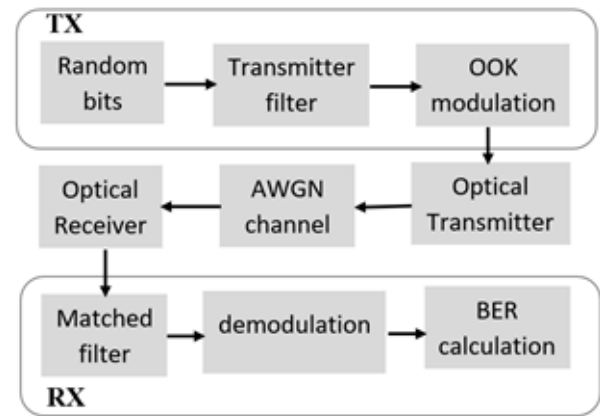 TX
Random
bits
Transmitter
filter
OOK
modulation
Optical
Receiver
AWGN
channel
Optical
Transmitter
Matched
filter
demodulation
BER
calculation
RX